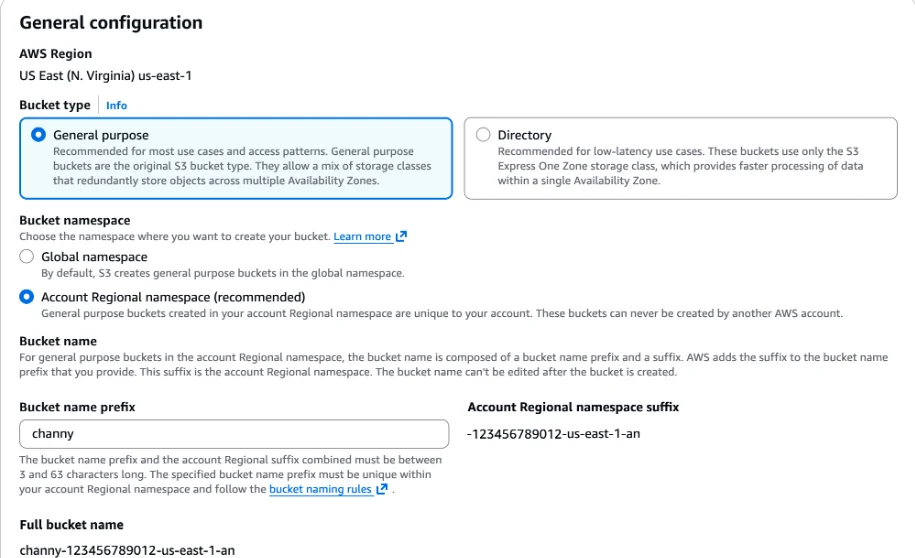 General configuration
AWS Region
US East (N. Virginia) us-east-1
Bucket type Info
General purpose
Recommended for most use cases and access patterns. General purpose
buckets are the original S3 bucket type. They allow a mix of storage classes
that redundantly store objects across multiple Availability Zones.
Directory
Recommended for low-latency use cases. These buckets use only the S3
Express One Zone storage class, which provides faster processing of data
within a single Availability Zone.
Bucket namespace
Choose the namespace where you want to create your bucket. Learn more
Global namespace
By default, S3 creates general purpose buckets in the global namespace.
Account Regional namespace (recommended)
General purpose buckets created in your account Regional namespace are unique to your account. These buckets can never be created by another AWS account.
Bucket name
For general purpose buckets in the account Regional namespace, the bucket name is composed of a bucket name prefix and a suffix. AWS adds the suffix to the bucket name
prefix that you provide. This suffix is the account Regional namespace. The bucket name can't be edited after the bucket is created.
Bucket name prefix
channy
The bucket name prefix and the account Regional suffix combined must be between
3 and 63 characters long. The specified bucket name prefix must be unique within
your account Regional namespace and follow the bucket naming rules .
Account Regional namespace suffix
-123456789012-us-east-1-an
Full bucket name
channy-123456789012-us-east-1-an